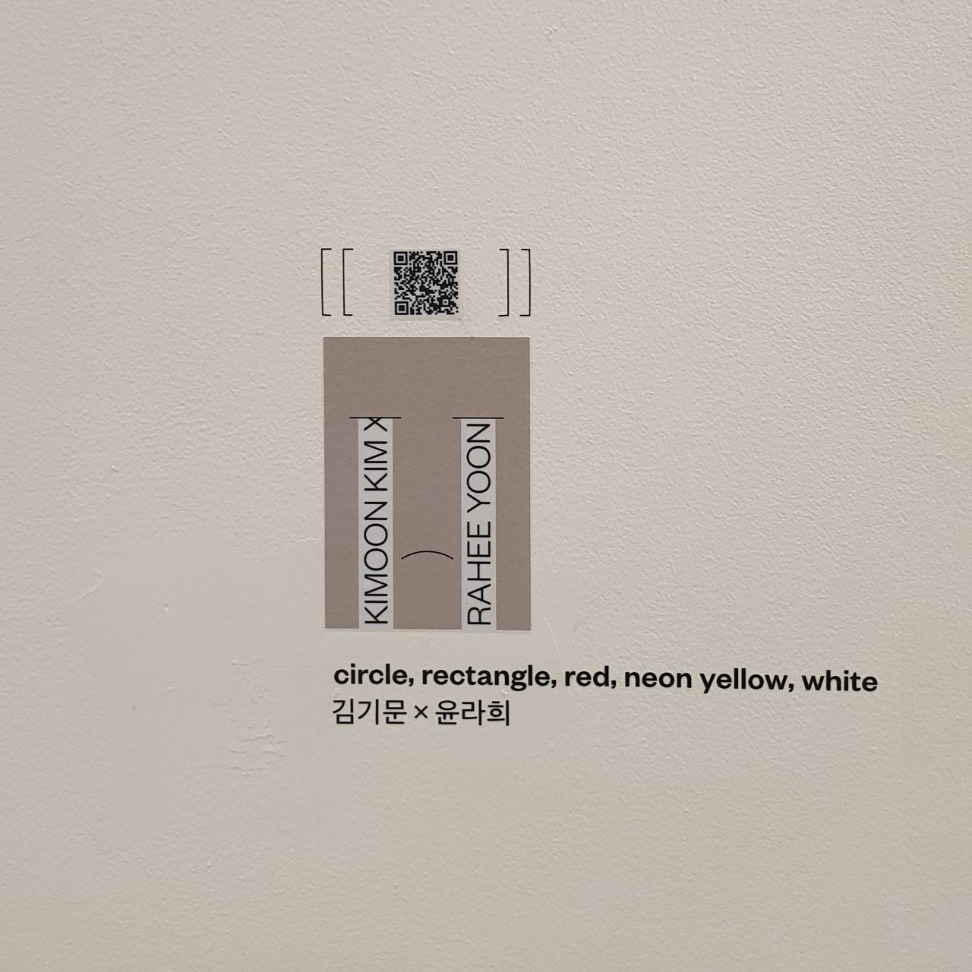 [[ ]]
KIMOON KIM X
RAHEE YOON
circle, rectangle, red, neon yellow, white
김기문 × 윤라희